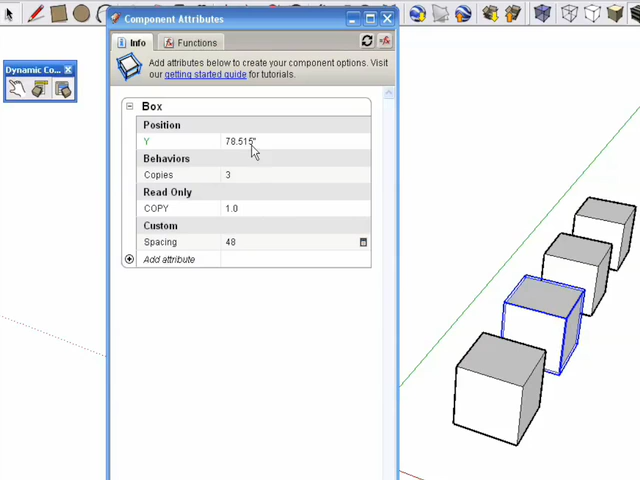 Component Attributes
Info
Functions
Add attributes below to create your component options. Visit
our getting started guide for tutorials.
Dynamic Co...
Box
Position
Y 78.515"
Behaviors
Copies 3
Read Only
COPY 1.0
Custom
Spacing 48
Add attribute